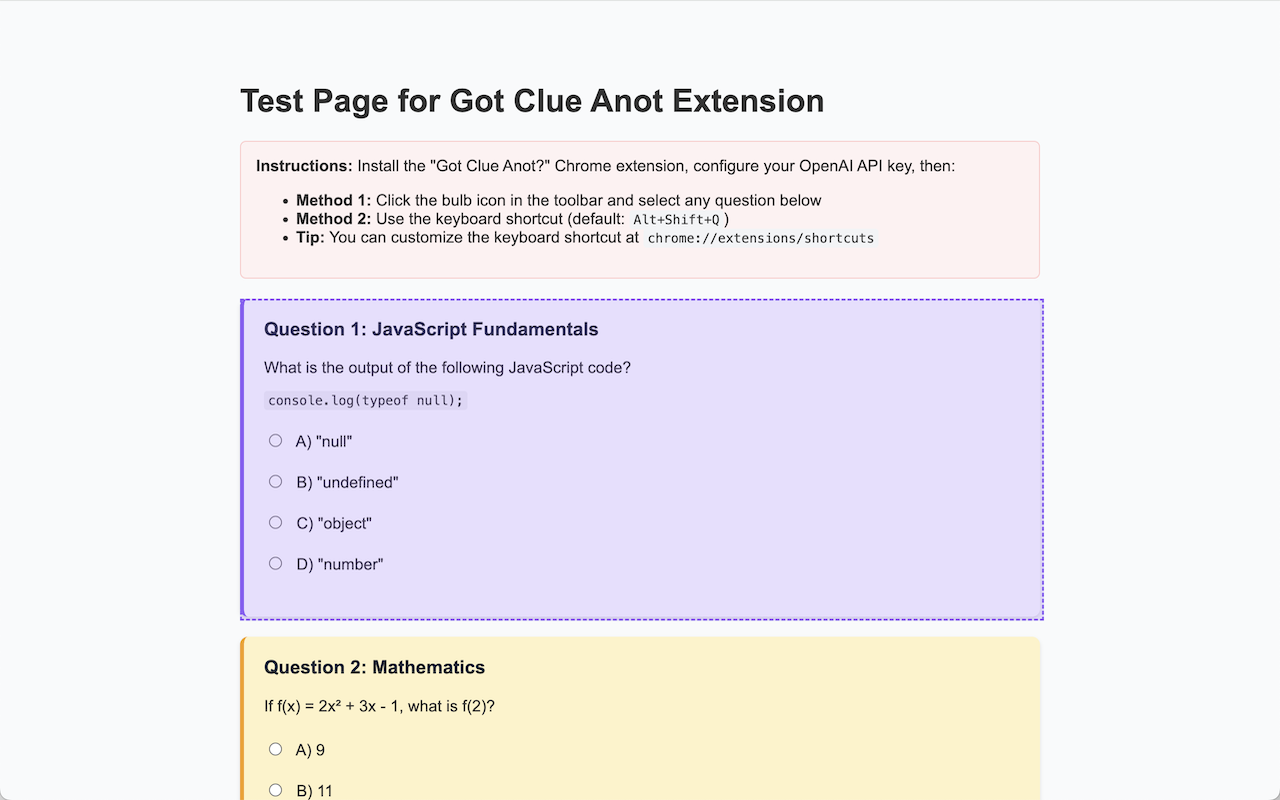 Test Page for Got Clue Anot Extension
Instructions: Install the "Got Clue Anot?" Chrome extension, configure your OpenAI API key, then:
• Method 1: Click the bulb icon in the toolbar and select any question below
• Method 2: Use the keyboard shortcut (default: Alt+Shift+Q)
• Tip: You can customize the keyboard shortcut at chrome://extensions/shortcuts
Question 1: JavaScript Fundamentals
What is the output of the following JavaScript code?
console.log(typeof null);
A) "null"
B) "undefined"
C) "object"
D) "number"
Question 2: Mathematics
If f(x) = 2x² + 3x - 1, what is f(2)?
A) 9
B) 11